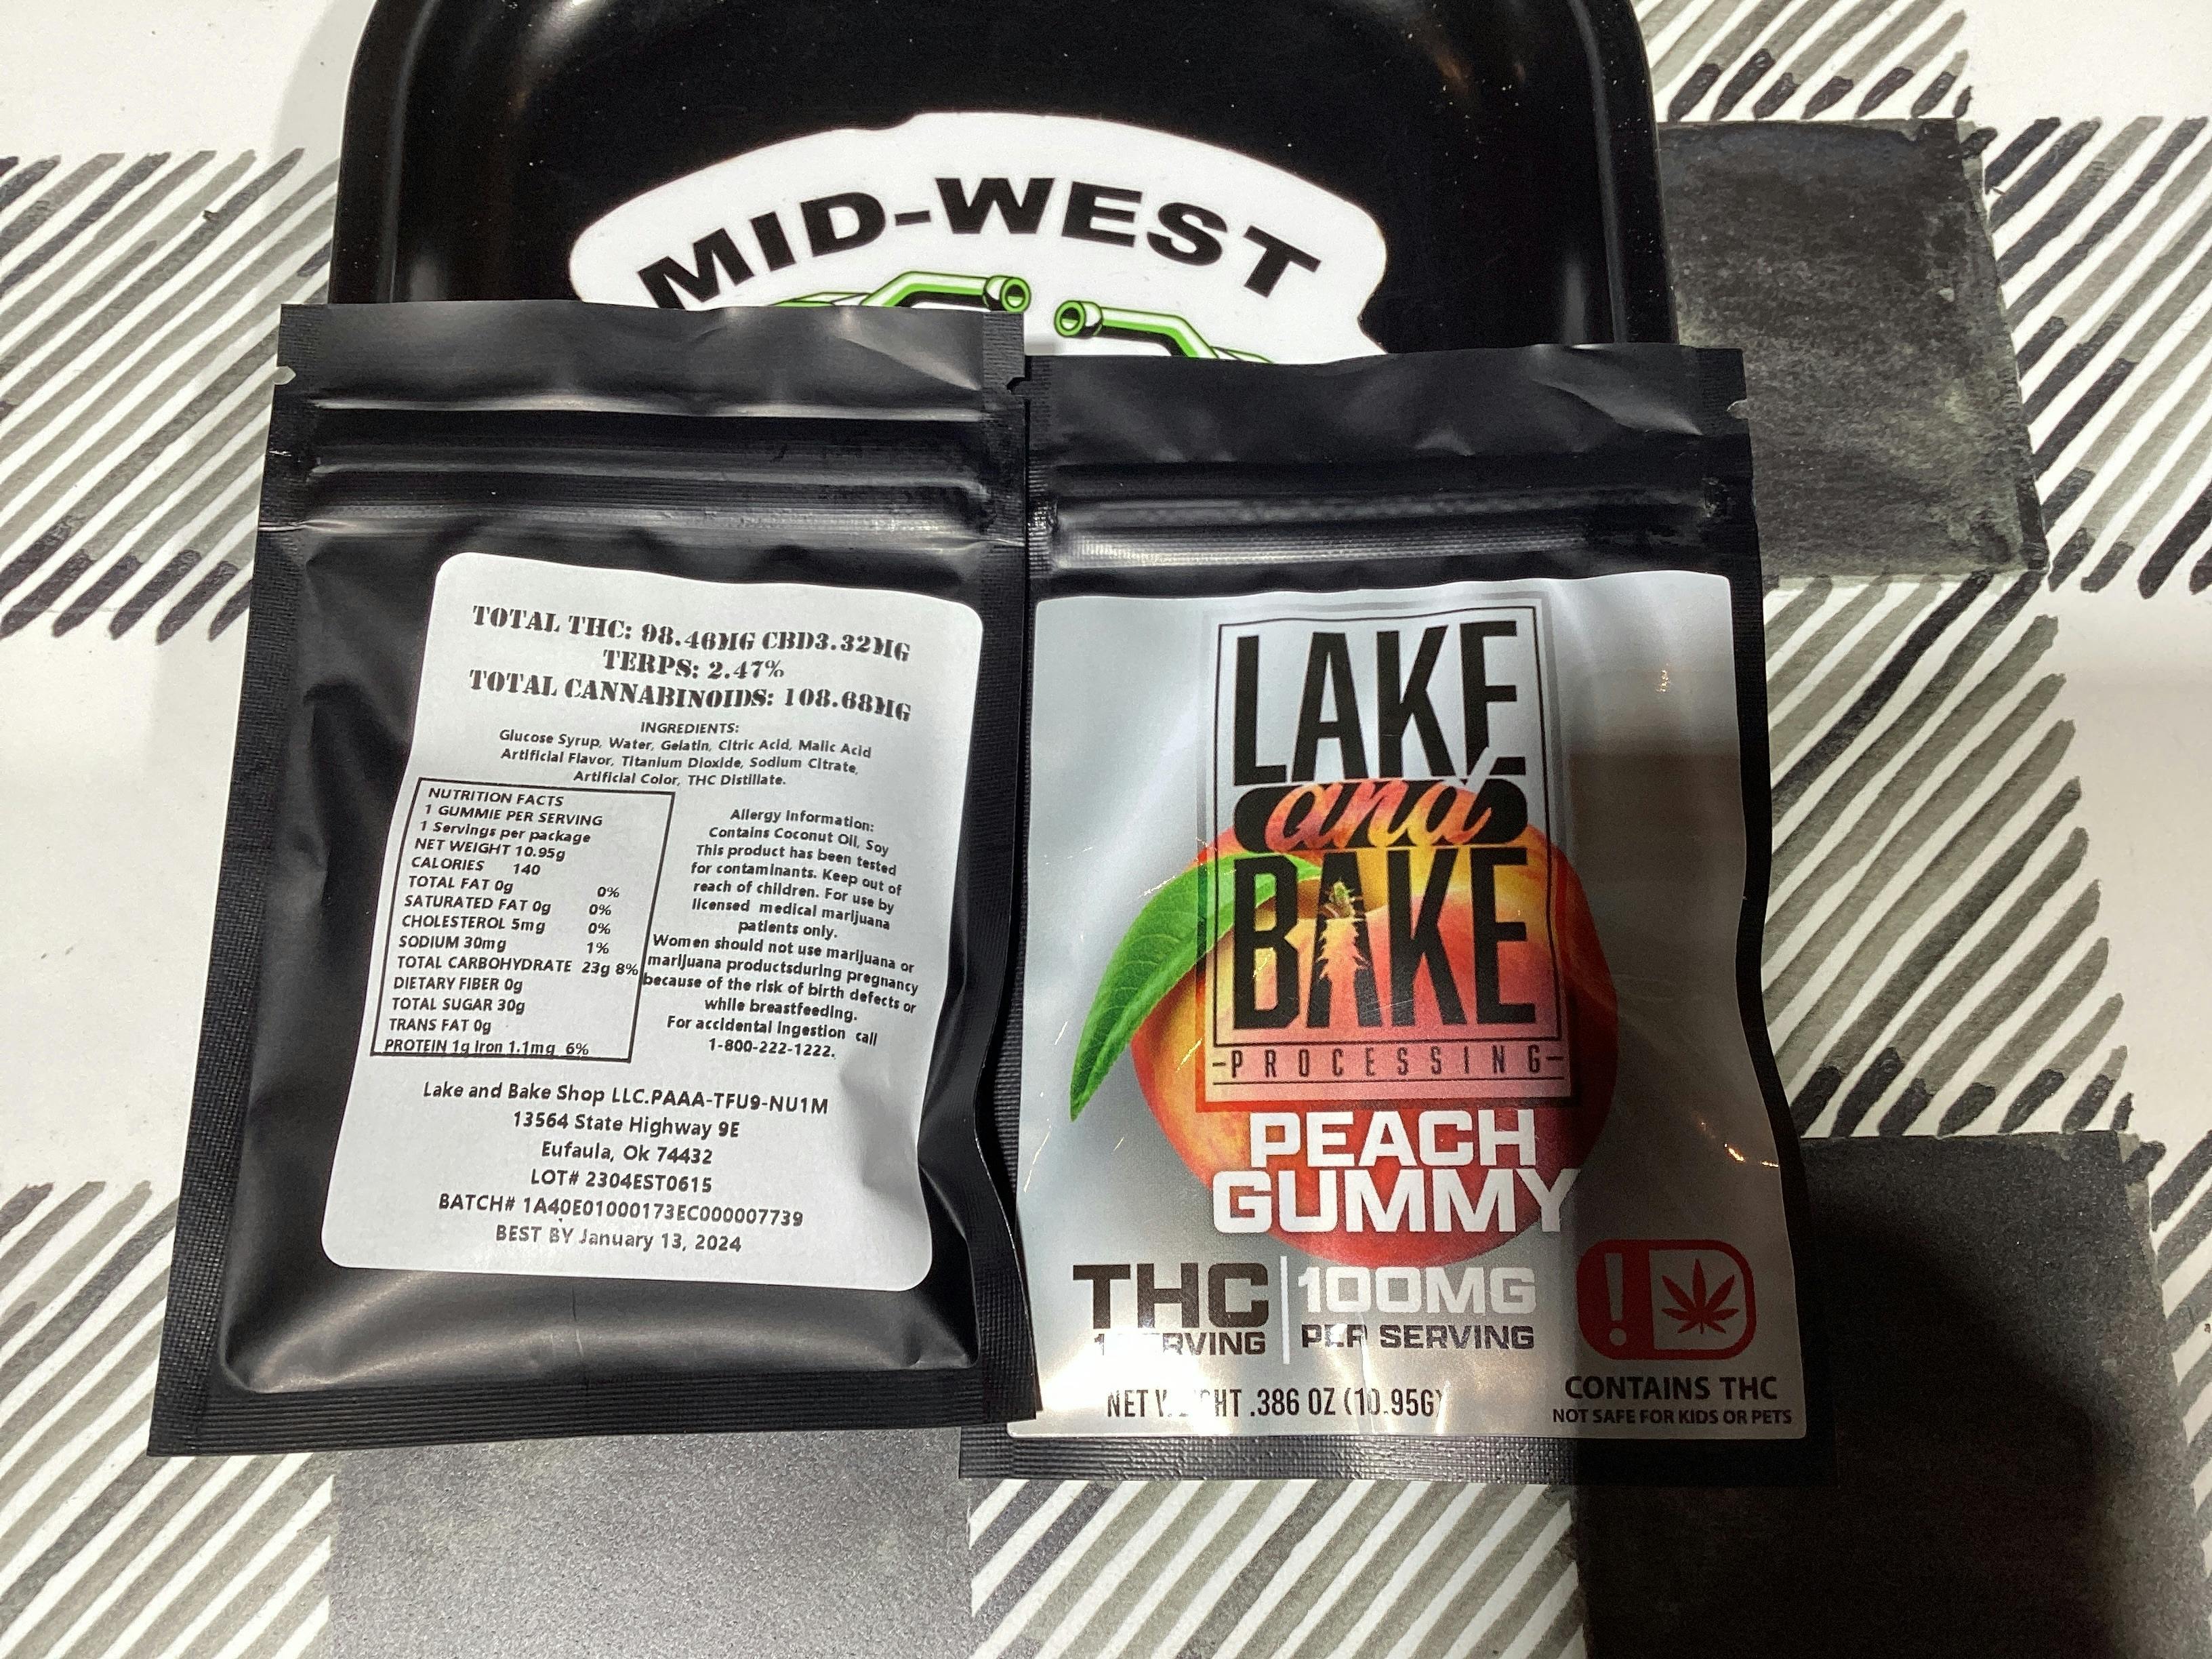 MID-WEST
TOTAL THC: 98.46MG CBD3.32MG
TERPS: 2.47%
TOTAL CANNABINOIDS: 108.68MG
INGREDIENTS:
Glucose Syrup, Water, Gelatin, Citric Acid, Malic Acid
Artificial Flavor, Titanium Dioxide, Sodium Citrate,
Artificial Color, THC Distillate.
NUTRITION FACTS
1 GUMMIE PER SERVING
1 Servings per package
NET WEIGHT 10.95g
CALORIES 140
TOTAL FAT 0g 0%
SATURATED FAT 0g 0%
CHOLESTEROL 5mg 0%
SODIUM 30mg 1%
TOTAL CARBOHYDRATE 23g 8%
DIETARY FIBER 0g
TOTAL SUGAR 30g
TRANS FAT 0g
PROTEIN 1g Iron 1.1mg 6%
Allergy Information:
Contains Coconut Oil, Soy
This product has been tested
for contaminants. Keep out of
reach of children. For use by
licensed medical marijuana
patients only.
Women should not use marijuana or
marijuana productsduring pregnancy
because of the risk of birth defects or
while breastfeeding.
For accidental ingestion call
1-800-222-1222.
Lake and Bake Shop LLC.PAAA-TFU9-NU1M
13564 State Highway 9E
Eufaula, Ok 74432
LOT# 2304EST0615
BATCH# 1A40E01000173EC000007739
BEST BY January 13, 2024
LAKE
and
BAKE
-PROCESSING-
PEACH
GUMMY
THC 100MG
1 PER SERVING
NET .386 OZ (10.95G)
CONTAINS THC
NOT SAFE FOR KIDS OR PETS